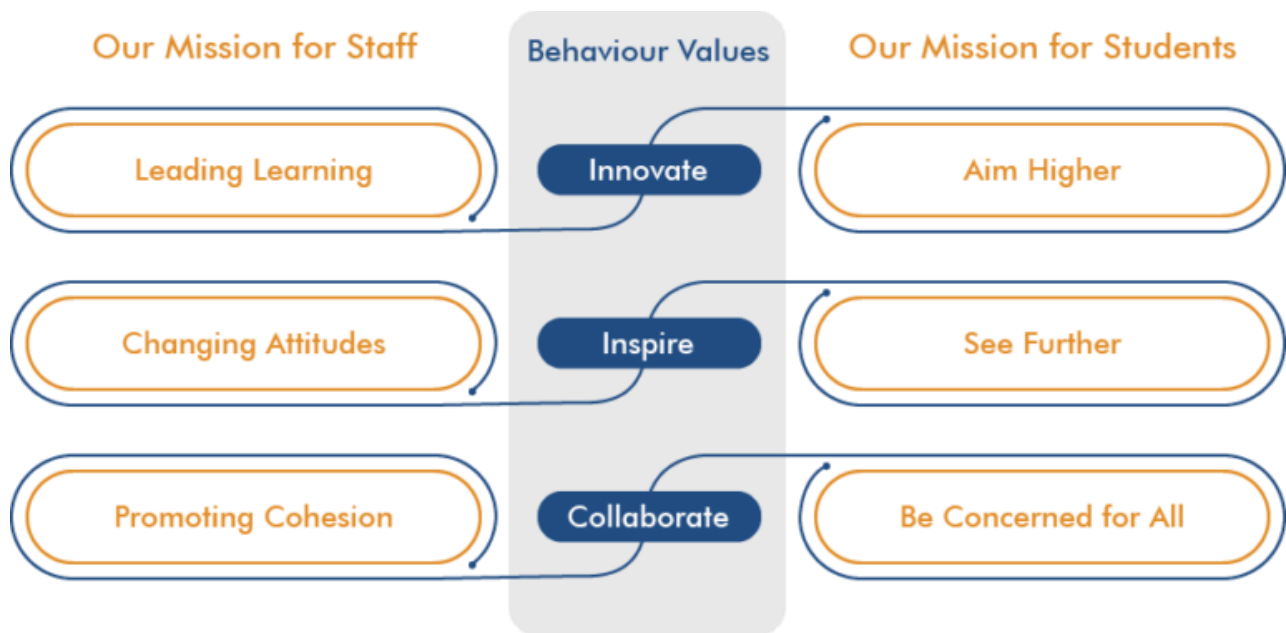 Our Mission for Staff
Behaviour Values
Our Mission for Students
Leading Learning
Innovate
Aim Higher
Changing Attitudes
Inspire
See Further
Promoting Cohesion
Collaborate
Be Concerned for All